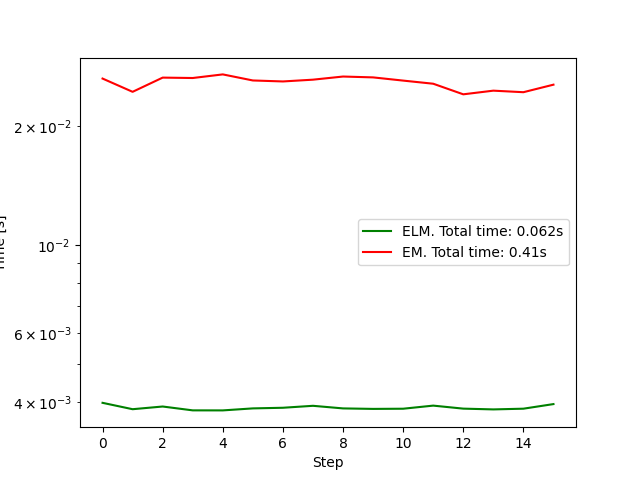 2 × 10⁻²
10⁻²
6 × 10⁻³
4 × 10⁻³
ELM. Total time: 0.062s
EM. Total time: 0.41s
0 2 4 6 8 10 12 14
Step